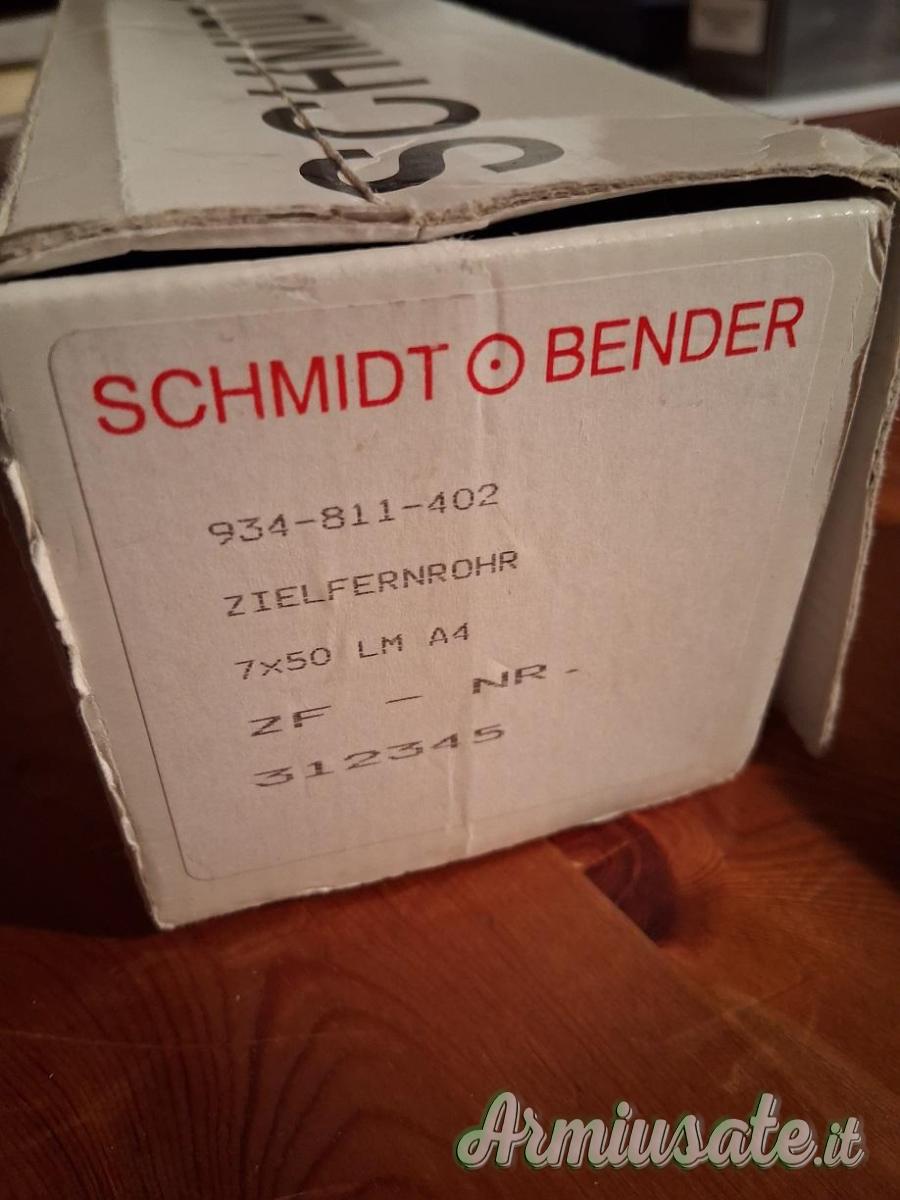 SCHMIDT BENDER
934-811-402
ZIELFERNROHR
7x50 LM A4
ZF - NR.
312345
Armiusate.it